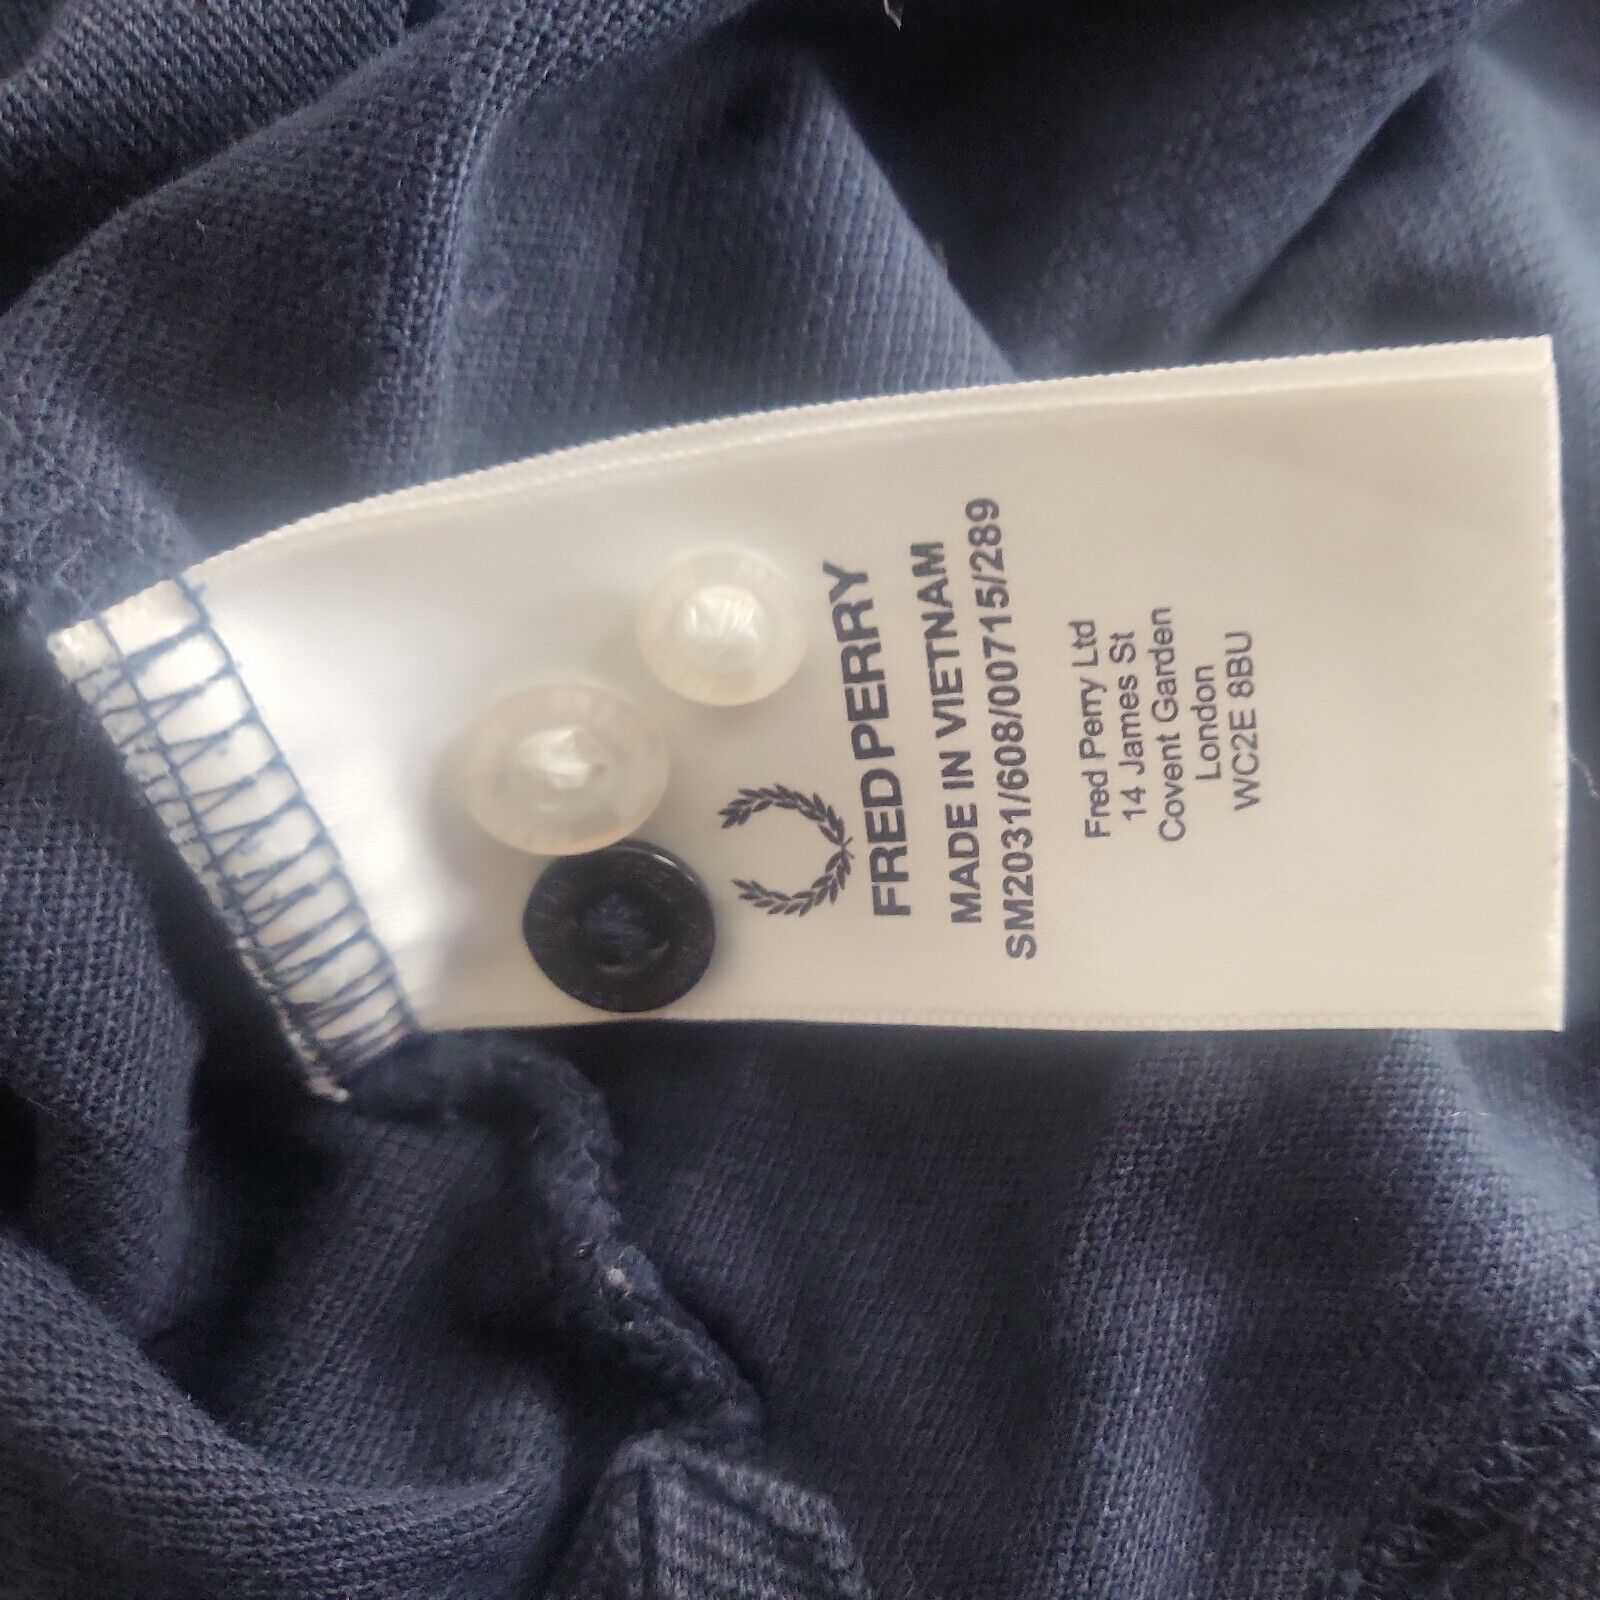 FRED PERRY
MADE IN VIETNAM
SM2031/608/00715/289
Fred Perry Ltd
14 James St
Covent Garden
London
WC2E 8BU